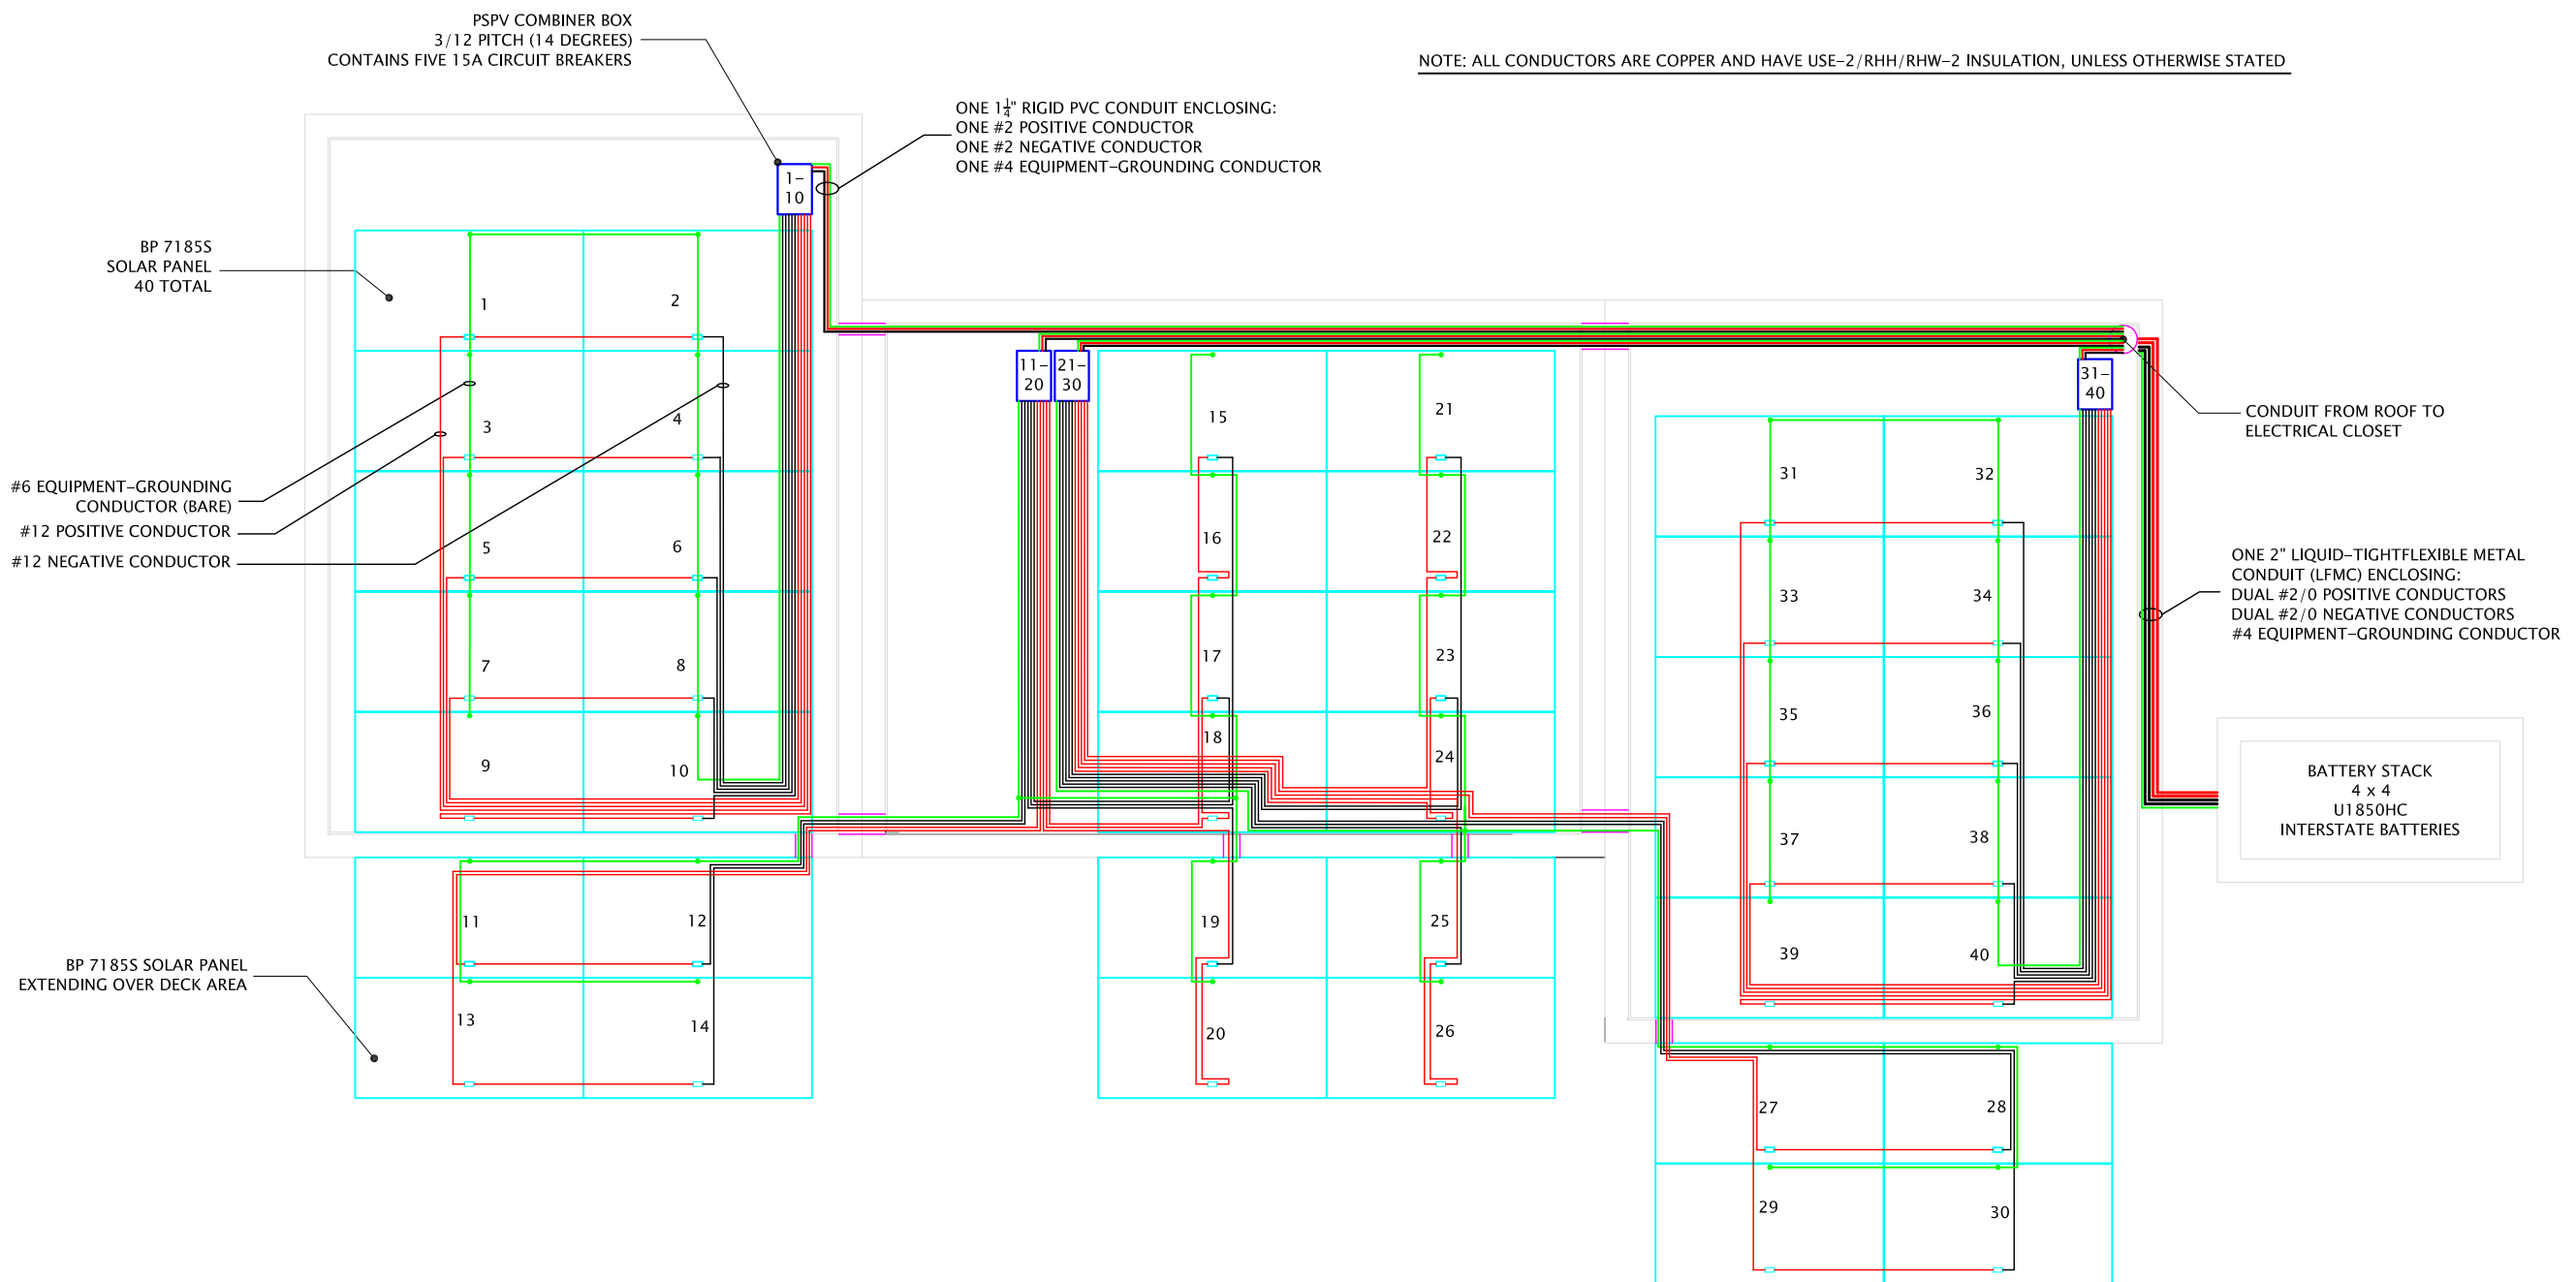 PSPV COMBINER BOX
3/12 PITCH (14 DEGREES)
CONTAINS FIVE 15A CIRCUIT BREAKERS
NOTE: ALL CONDUCTORS ARE COPPER AND HAVE USE-2/RHH/RHW-2 INSULATION, UNLESS OTHERWISE STATED
ONE 1 1/4" RIGID PVC CONDUIT ENCLOSING:
ONE #2 POSITIVE CONDUCTOR
ONE #2 NEGATIVE CONDUCTOR
ONE #4 EQUIPMENT-GROUNDING CONDUCTOR
1-
10
BP 7185S
SOLAR PANEL
40 TOTAL
1
2
3
4
5
6
7
8
9
10
#6 EQUIPMENT-GROUNDING
CONDUCTOR (BARE)
#12 POSITIVE CONDUCTOR
#12 NEGATIVE CONDUCTOR
11-
20
21-
30
31-
40
15
21
16
22
17
23
18
24
31
32
33
34
35
36
37
38
39
40
CONDUIT FROM ROOF TO
ELECTRICAL CLOSET
ONE 2" LIQUID-TIGHTFLEXIBLE METAL
CONDUIT (LFMC) ENCLOSING:
DUAL #2/0 POSITIVE CONDUCTORS
DUAL #2/0 NEGATIVE CONDUCTORS
#4 EQUIPMENT-GROUNDING CONDUCTOR
BATTERY STACK
4 x 4
U1850HC
INTERSTATE BATTERIES
11
12
13
14
19
25
20
26
BP 7185S SOLAR PANEL
EXTENDING OVER DECK AREA
27
28
29
30